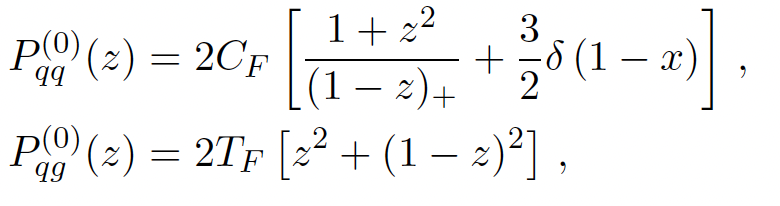 P_{qq}^{(0)}(z) = 2C_F \left[ \frac{1+z^2}{(1-z)_+} + \frac{3}{2} \delta (1-x) \right] ,
P_{qg}^{(0)}(z) = 2T_F \left[ z^2 + (1-z)^2 \right] ,